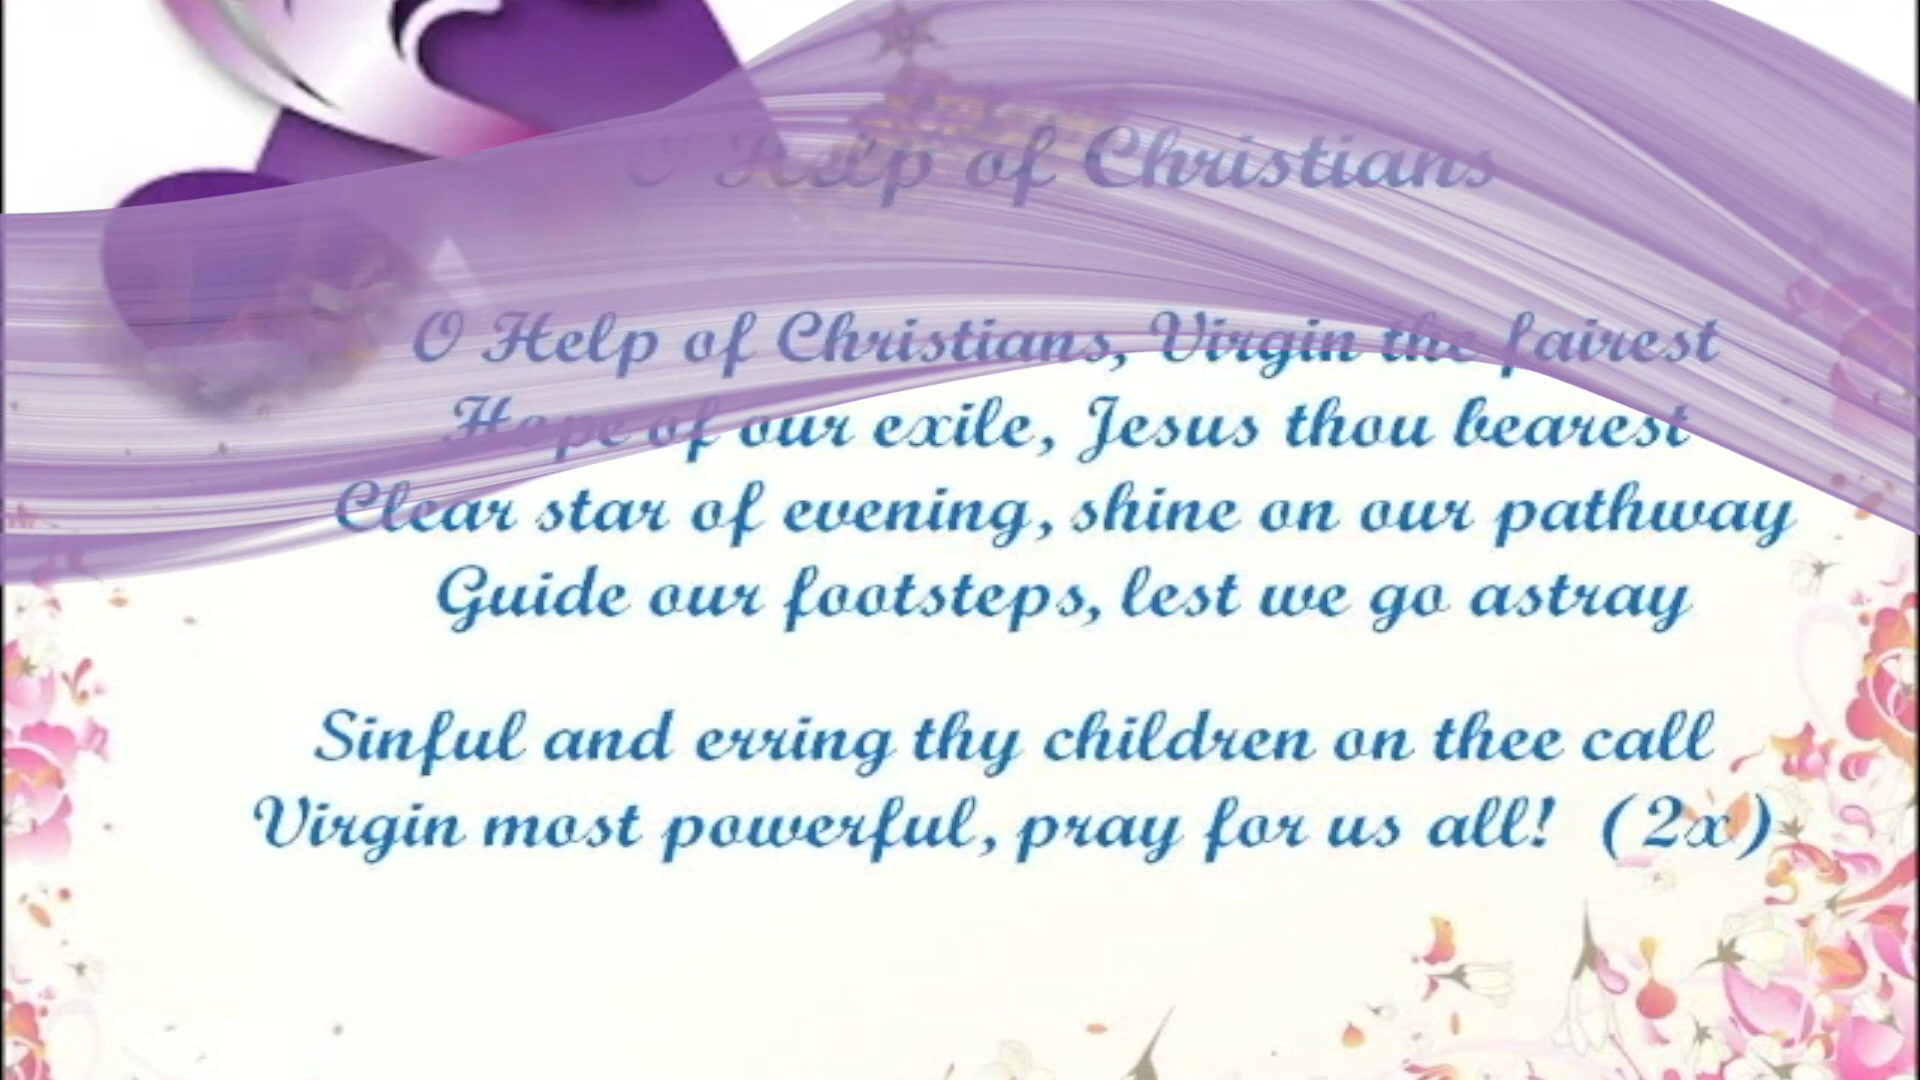 O Help of Christians
O Help of Christians, Virgin the fairest
Hope of our exile, Jesus thou bearest
Clear star of evening, shine on our pathway
Guide our footsteps, lest we go astray
Sinful and erring thy children on thee call
Virgin most powerful, pray for us all! (2x)